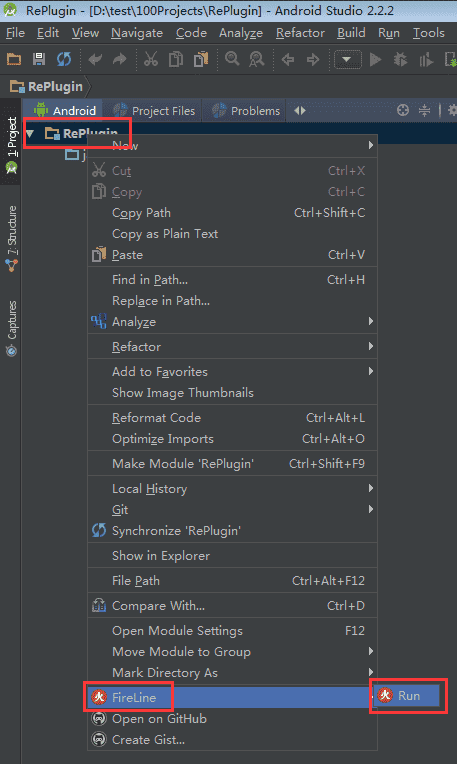 RePlugin - [D:\test\100Projects\RePlugin] - Android Studio 2.2.2
File Edit View Navigate Code Analyze Refactor Build Run Tools
RePlugin
Android Project Files Problems
1: Project
7: Structure
Captures
RePlugin
New
Cut Ctrl+X
Copy Ctrl+C
Copy Path Ctrl+Shift+C
Copy as Plain Text
Paste Ctrl+V
Find in Path... Ctrl+H
Replace in Path...
Analyze
Refactor
Add to Favorites
Show Image Thumbnails
Reformat Code Ctrl+Alt+L
Optimize Imports Ctrl+Alt+O
Make Module 'RePlugin' Ctrl+Shift+F9
Local History
Git
Synchronize 'RePlugin'
Show in Explorer
File Path Ctrl+Alt+F12
Compare With... Ctrl+D
Open Module Settings F12
Move Module to Group
Mark Directory As
火 FireLine
火 Run
Open on GitHub
Create Gist...